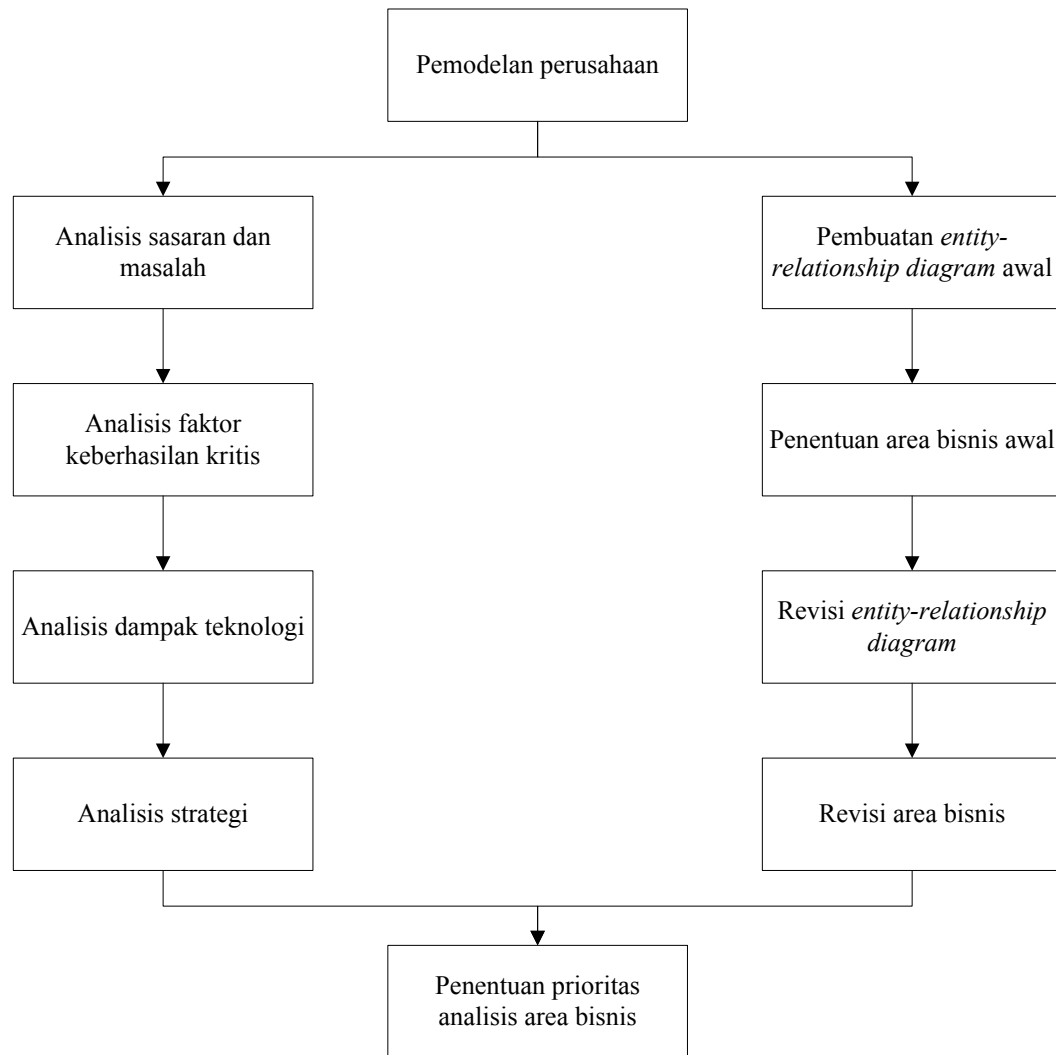 Pemodelan perusahaan
Analisis sasaran dan
masalah
Pembuatan entity-
relationship diagram awal
Analisis faktor
keberhasilan kritis
Penentuan area bisnis awal
Analisis dampak teknologi
Revisi entity-relationship
diagram
Analisis strategi
Revisi area bisnis
Penentuan prioritas
analisis area bisnis